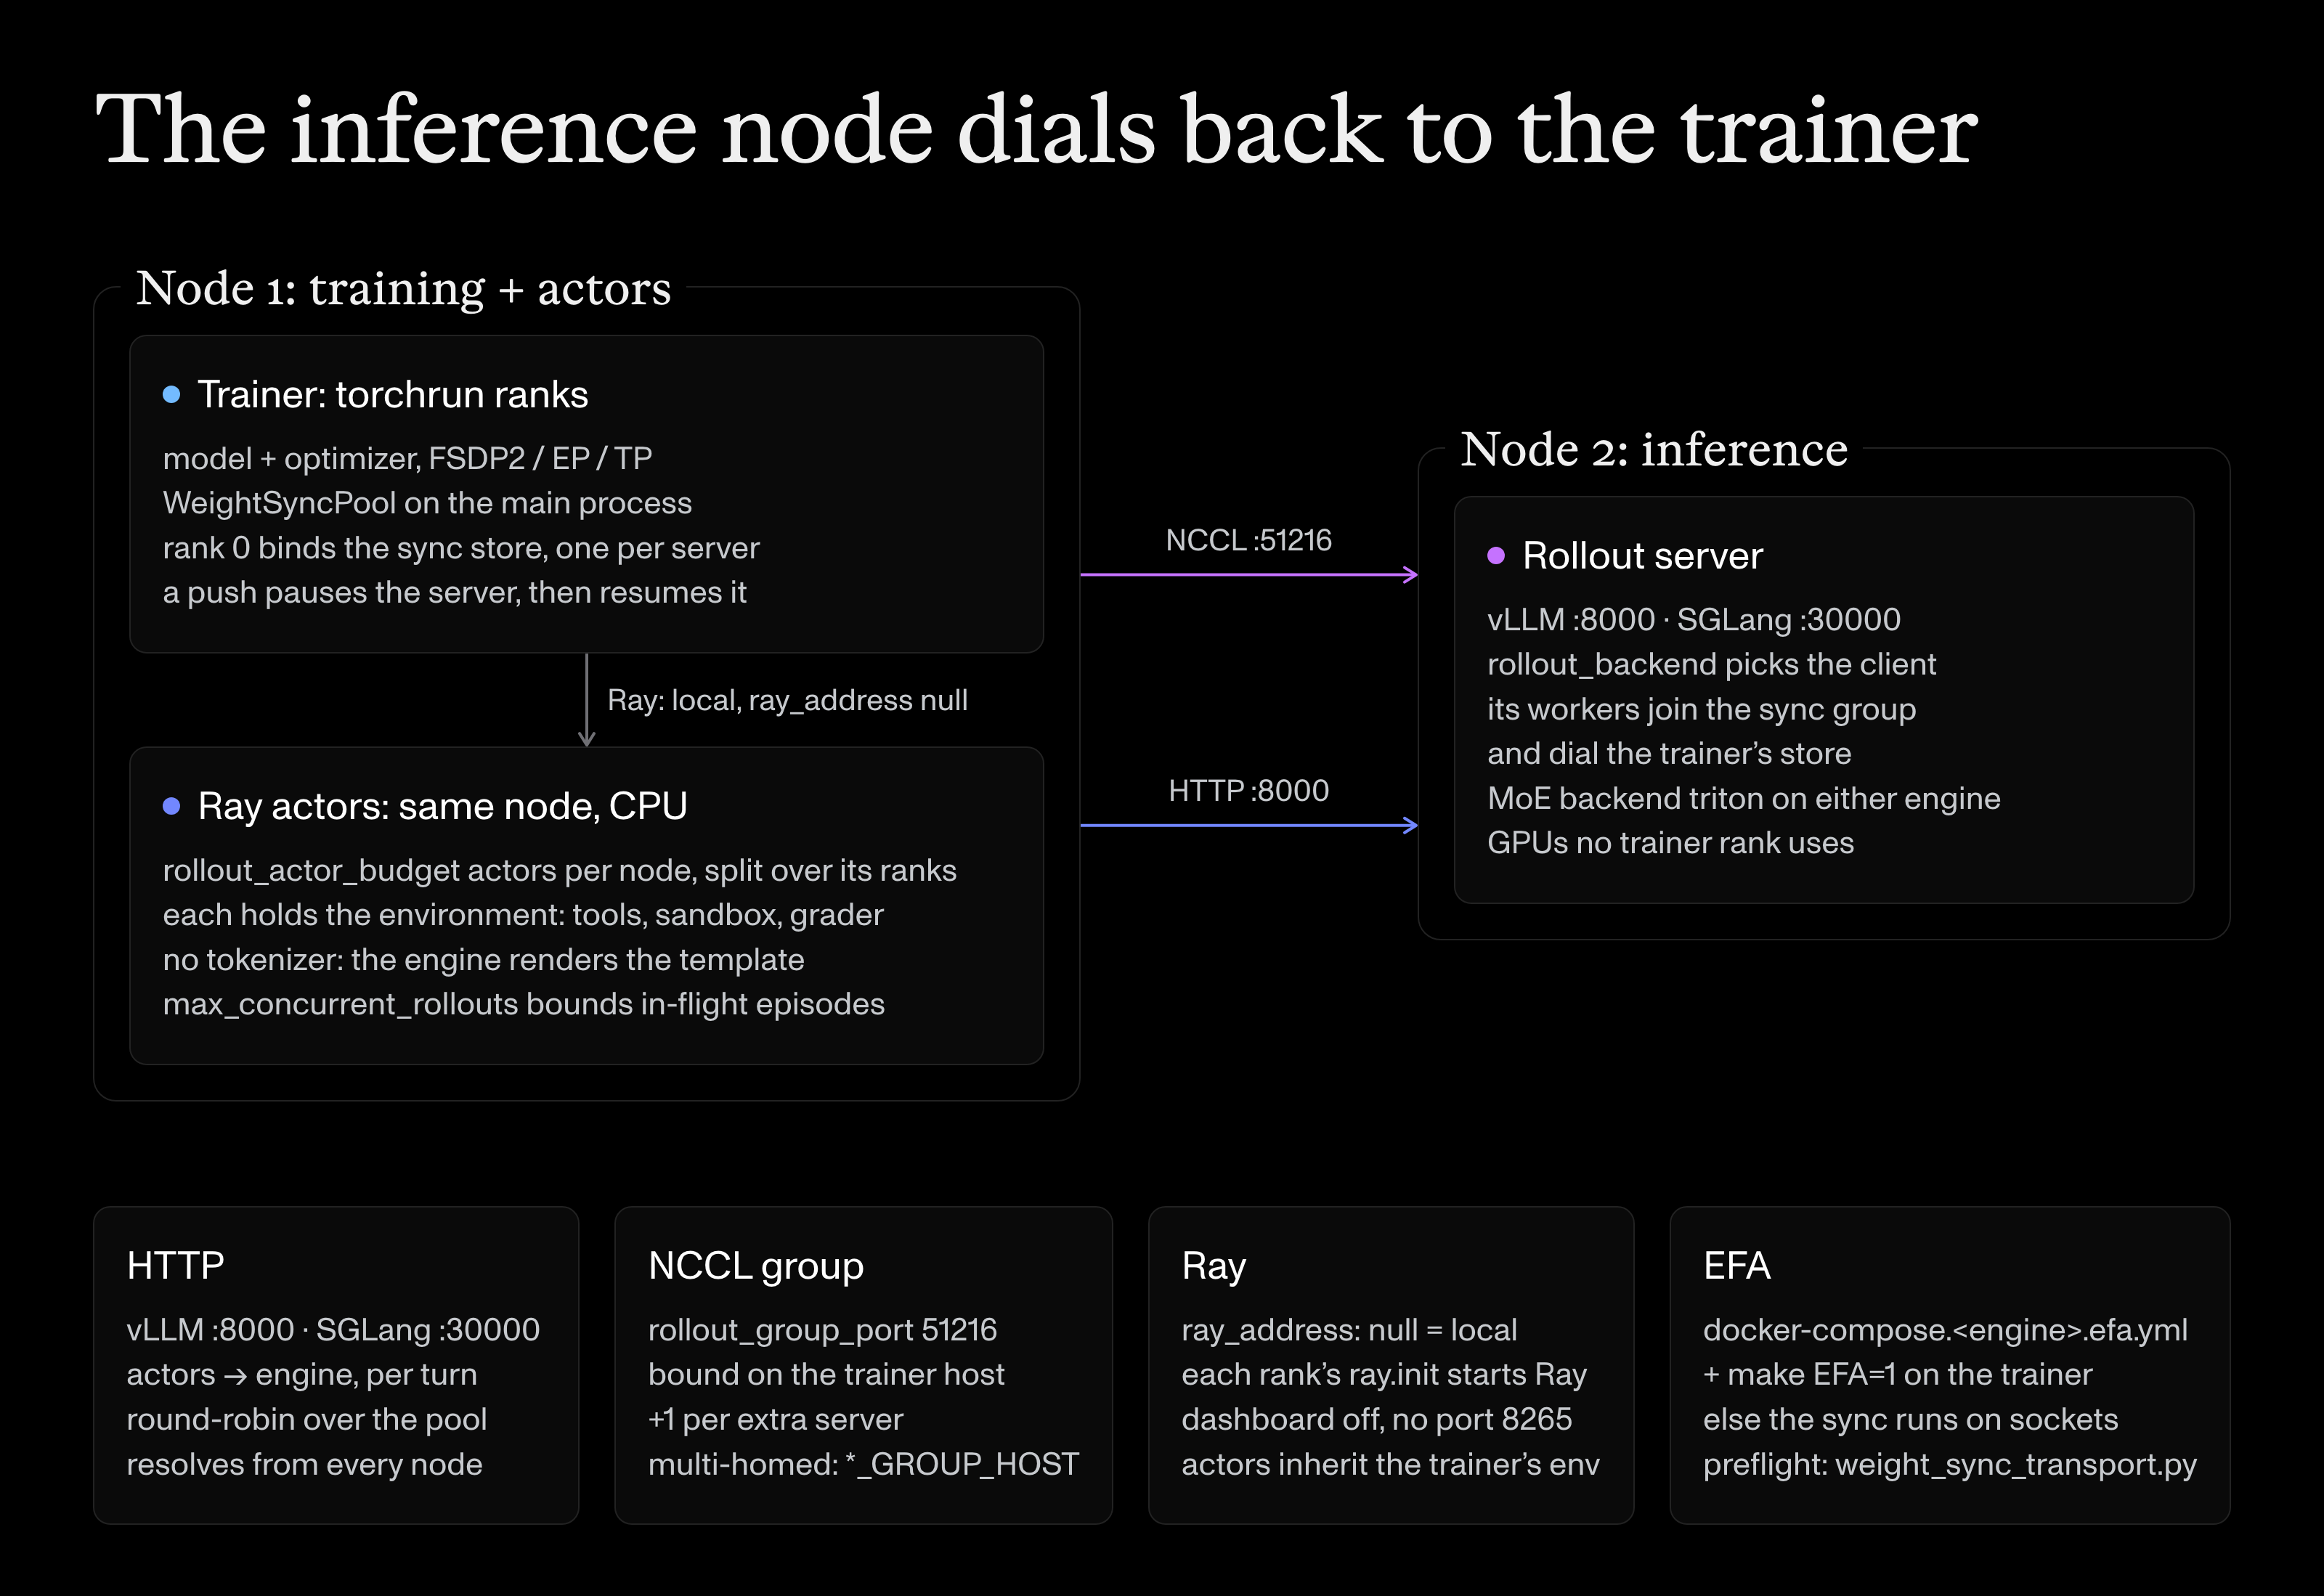 The inference node dials back to the trainer
Node 1: training + actors
Trainer: torchrun ranks
model + optimizer, FSDP2 / EP / TP
WeightSyncPool on the main process
rank 0 binds the sync store, one per server
a push pauses the server, then resumes it
Ray: local, ray_address null
Ray actors: same node, CPU
rollout_actor_budget actors per node, split over its ranks
each holds the environment: tools, sandbox, grader
no tokenizer: the engine renders the template
max_concurrent_rollouts bounds in-flight episodes
NCCL :51216
HTTP :8000
Node 2: inference
Rollout server
vLLM :8000 · SGLang :30000
rollout_backend picks the client
its workers join the sync group
and dial the trainer’s store
MoE backend triton on either engine
GPUs no trainer rank uses
HTTP
vLLM :8000 · SGLang :30000
actors → engine, per turn
round-robin over the pool
resolves from every node
NCCL group
rollout_group_port 51216
bound on the trainer host
+1 per extra server
multi-homed: *_GROUP_HOST
Ray
ray_address: null = local
each rank’s ray.init starts Ray
dashboard off, no port 8265
actors inherit the trainer’s env
EFA
docker-compose.<engine>.efa.yml
+ make EFA=1 on the trainer
else the sync runs on sockets
preflight: weight_sync_transport.py